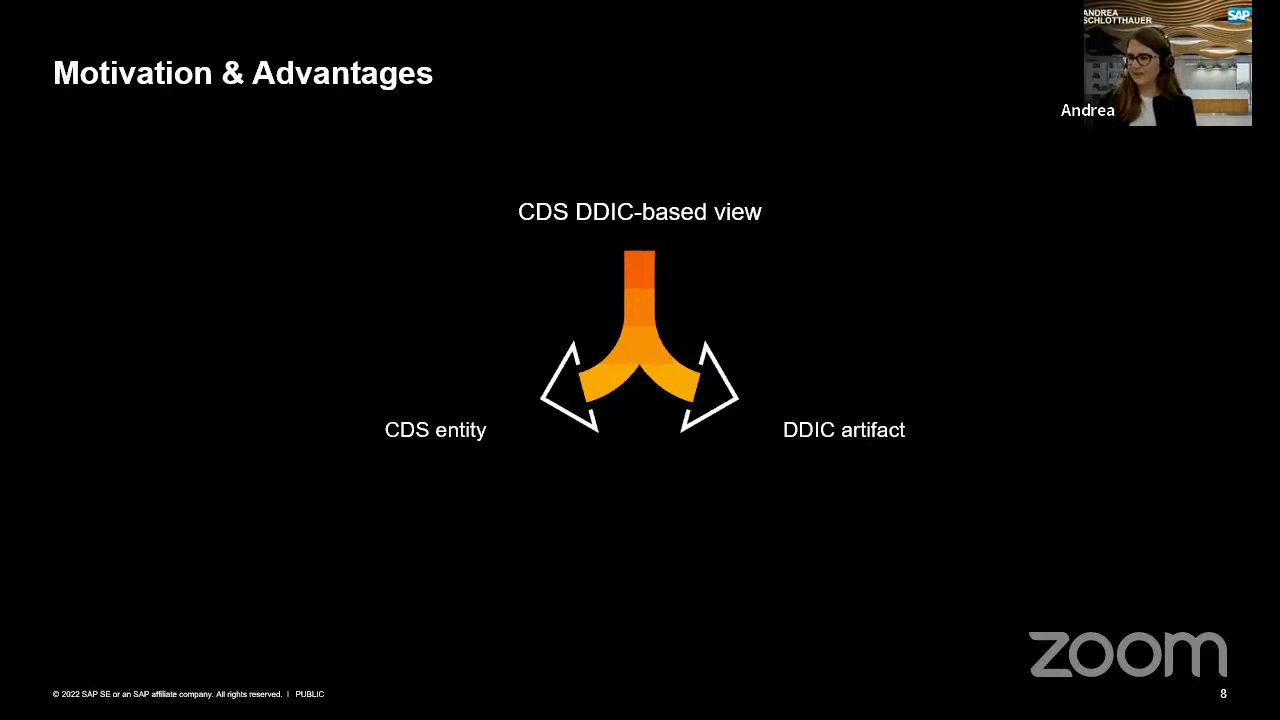 ANDREA
SCHLOTTHAUER
SAP
Motivation & Advantages
Andrea
CDS DDIC-based view
CDS entity
DDIC artifact
zoom
© 2022 SAP SE or an SAP affiliate company. All rights reserved. | PUBLIC
8